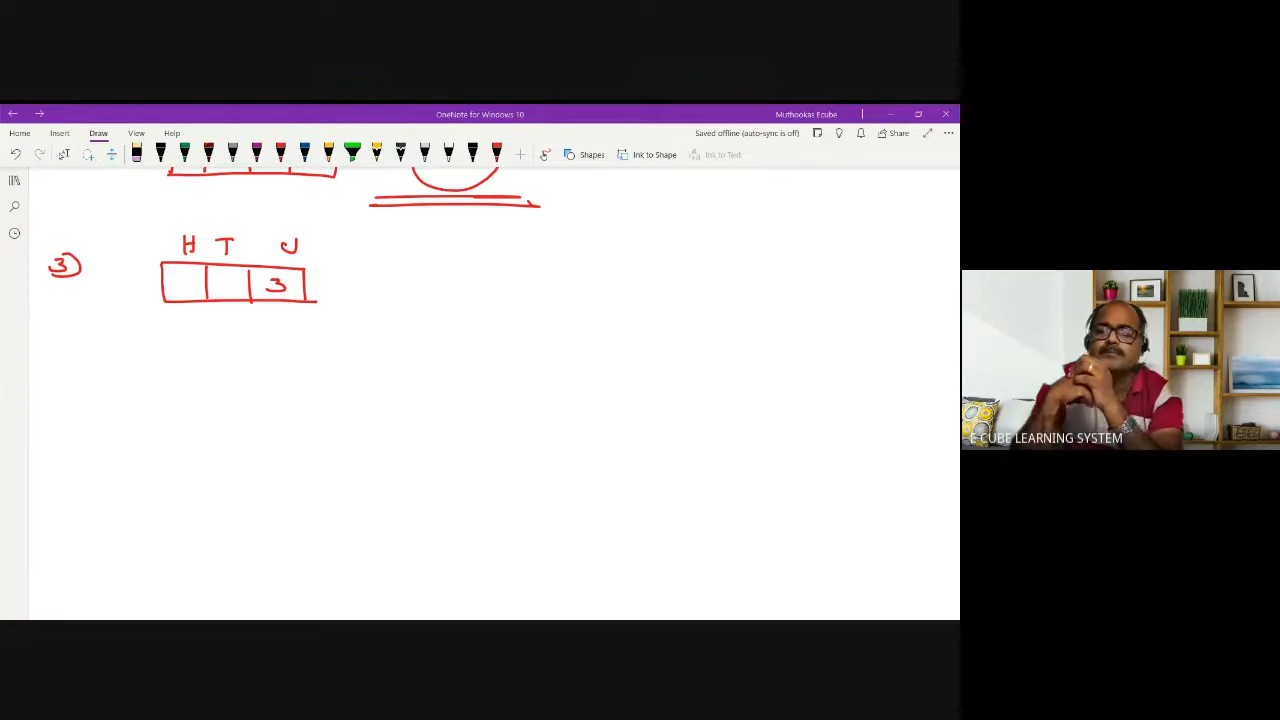 OneNote for Windows 10
Muthookas Ecube
Home Insert Draw View Help
Saved offline (auto-sync is off)
Share
Shapes
Ink to Shape
Ink to Text
H T U
3
3
E CUBE LEARNING SYSTEM